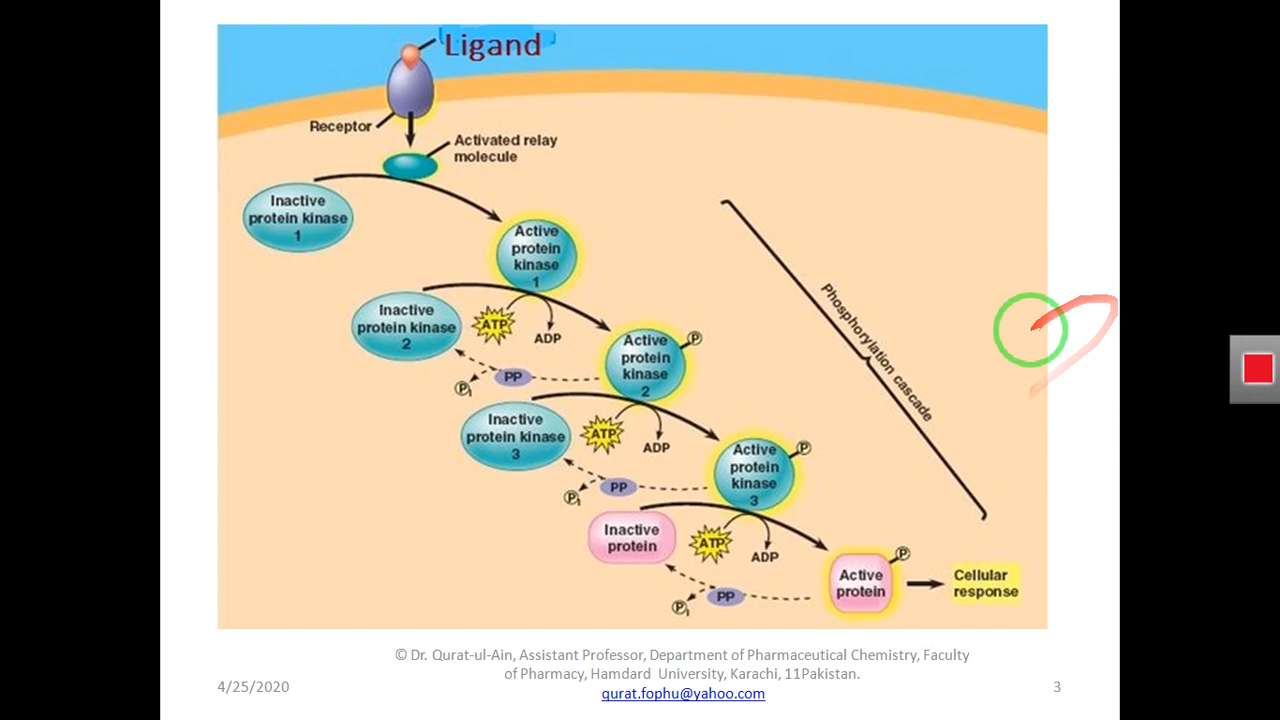 Ligand
Receptor
Activated relay
molecule
Inactive
protein kinase
1
Active
protein
kinase
1
Inactive
protein kinase
2
ATP
ADP
Active
protein
kinase
2
P
PP
Pi
Inactive
protein kinase
3
ATP
ADP
Active
protein
kinase
3
P
PP
Pi
Inactive
protein
ATP
ADP
Active
protein
P
PP
Pi
Cellular
response
Phosphorylation cascade
© Dr. Qurat-ul-Ain, Assistant Professor, Department of Pharmaceutical Chemistry, Faculty
of Pharmacy, Hamdard University, Karachi, 11Pakistan.
qurat.fophu@yahoo.com
4/25/2020
3